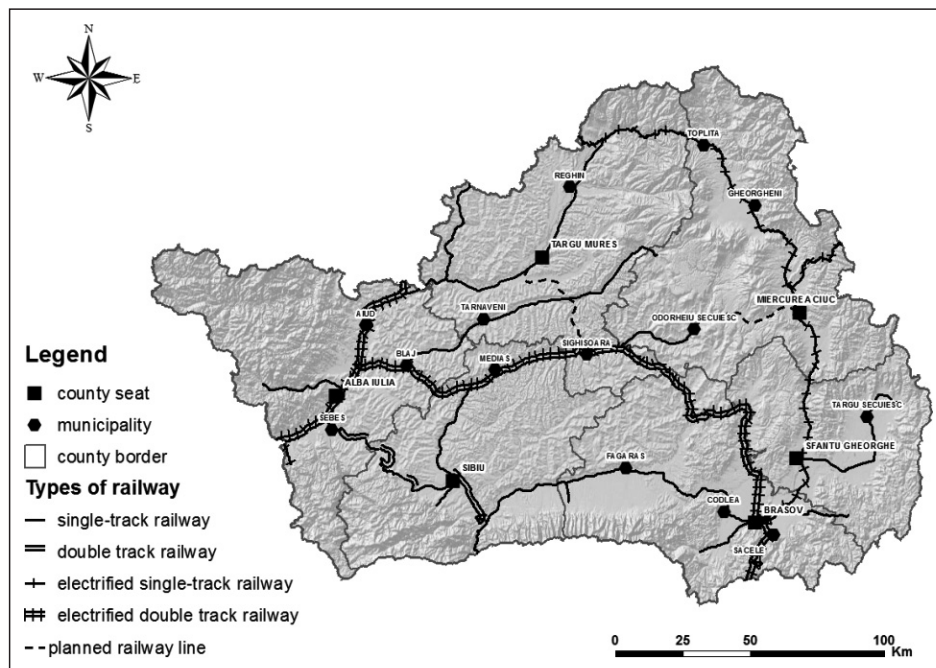 N
W E
S
TOPLITA
REGHIN
GHEORGHENI
TARGU MURES
MIERCUREA CIUC
AIUD
TARNAVENI
ODORHEIU SECUIESC
SIGHISOARA
BLAJ
MEDIAS
ALBA IULIA
TARGU SECUIESC
SEBES
SFANTU GHEORGHE
FAGARAS
SIBIU
CODLEA
BRASOV
SACELE
Legend
county seat
municipality
county border
Types of railway
single-track railway
double track railway
electrified single-track railway
electrified double track railway
planned railway line
0 25 50 100
Km